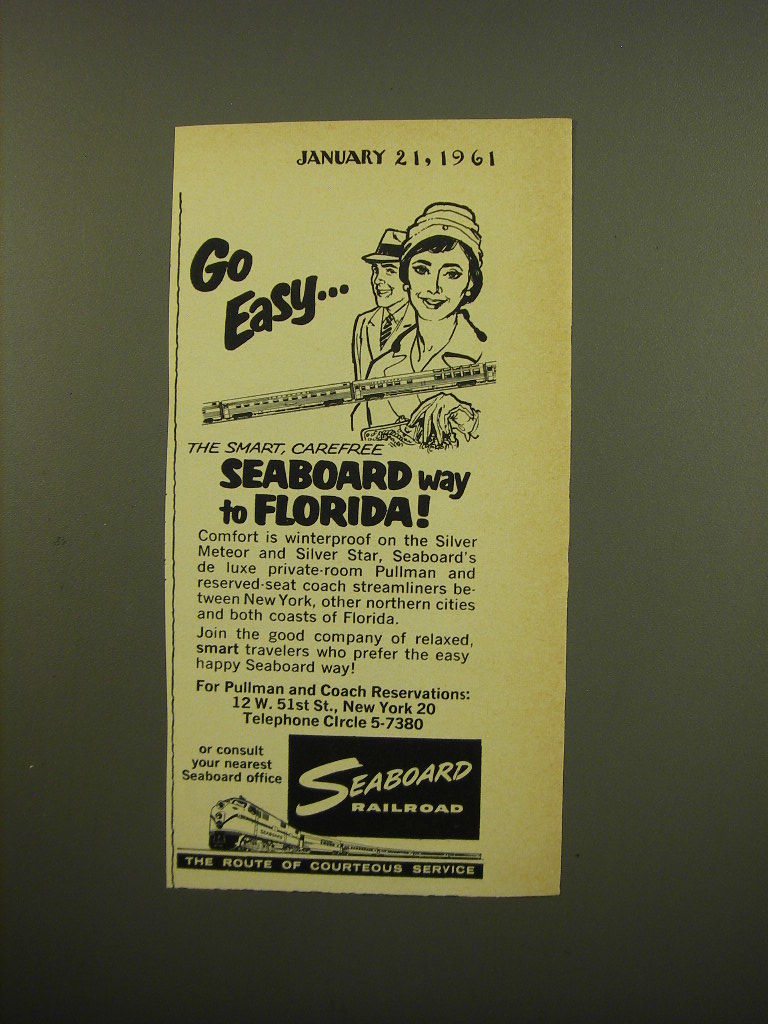 JANUARY 21, 1961
Go
Easy...
THE SMART, CAREFREE
SEABOARD way
to FLORIDA!
Comfort is winterproof on the Silver
Meteor and Silver Star, Seaboard's
de luxe private-room Pullman and
reserved-seat coach streamliners be-
tween New York, other northern cities
and both coasts of Florida.
Join the good company of relaxed,
smart travelers who prefer the easy
happy Seaboard way!
For Pullman and Coach Reservations:
12 W. 51st St., New York 20
Telephone CIrcle 5-7380
or consult
your nearest
Seaboard office
SEABOARD
RAILROAD
SEABOARD
THE ROUTE OF COURTEOUS SERVICE